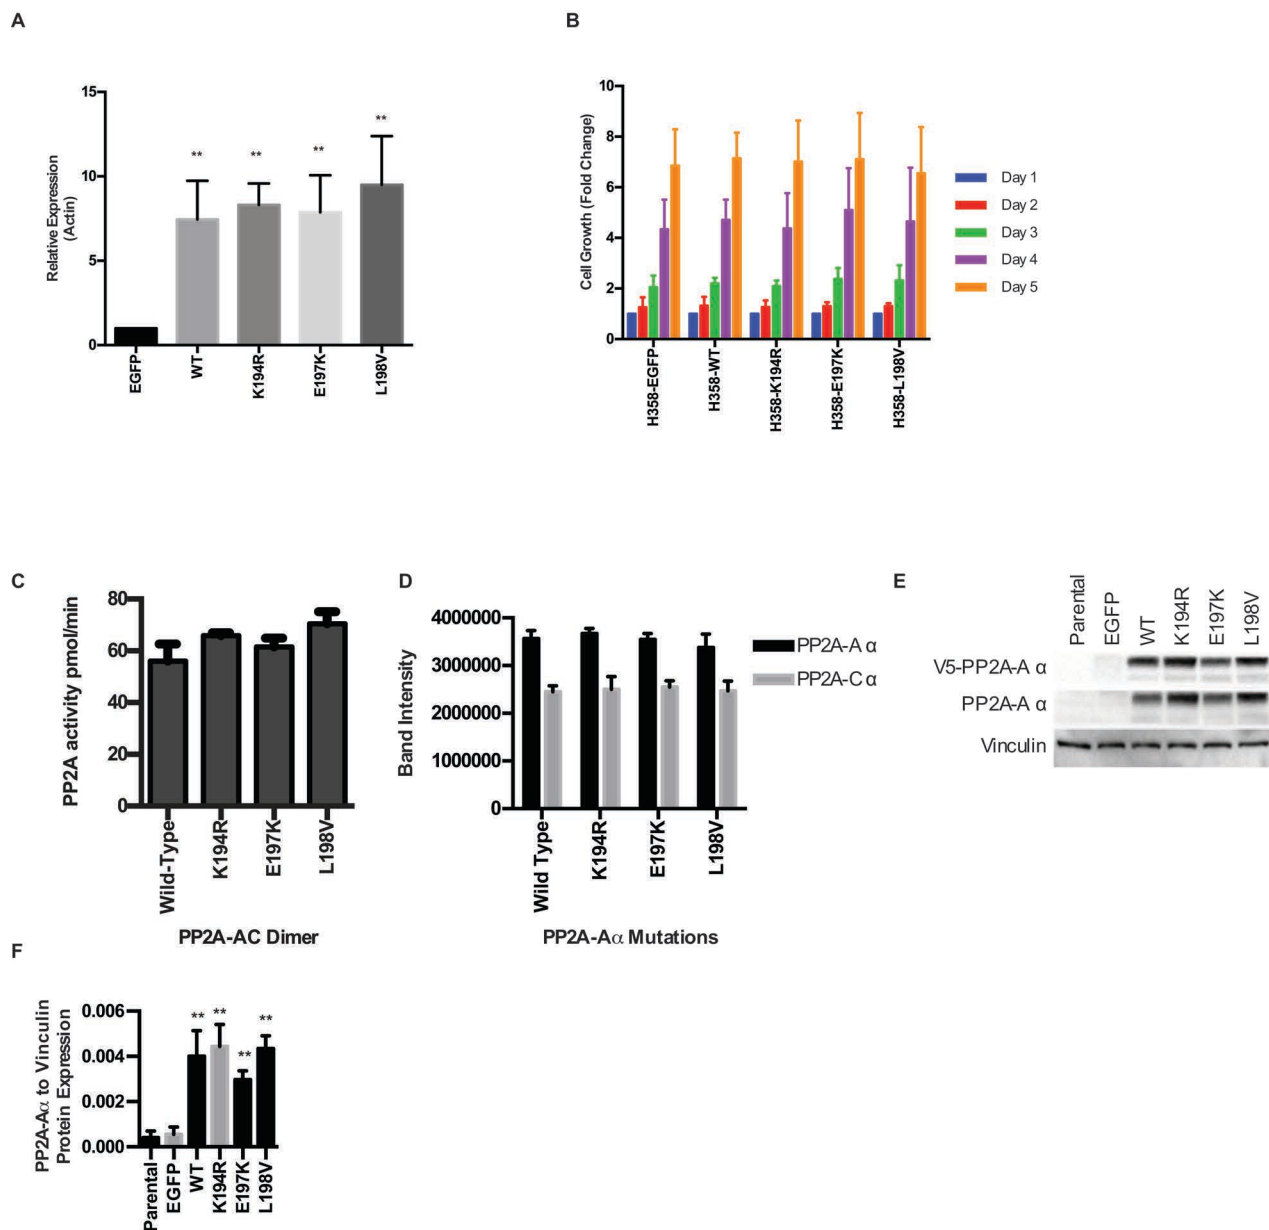 A
Relative Expression
(Actin)
15
10
5
0
**
**
**
**
EGFP
WT
K194R
E197K
L198V
B
Cell Growth (Fold Change)
10
8
6
4
2
0
H358-EGFP
H358-WT
H358-K194R
H358-E197K
H358-L198V
Day 1
Day 2
Day 3
Day 4
Day 5
C
PP2A activity pmol/min
80
60
40
20
0
Wild-Type
K194R
E197K
L198V
PP2A-AC Dimer
D
Band Intensity
4000000
3000000
2000000
1000000
0
Wild Type
K194R
E197K
L198V
PP2A-Aα Mutations
PP2A-A α
PP2A-C α
E
Parental
EGFP
WT
K194R
E197K
L198V
V5-PP2A-A α
PP2A-A α
Vinculin
F
PP2A-Aα to Vinculin
Protein Expression
0.006
0.004
0.002
0.000
**
**
**
**
Parental
EGFP
WT
K194R
E197K
L198V